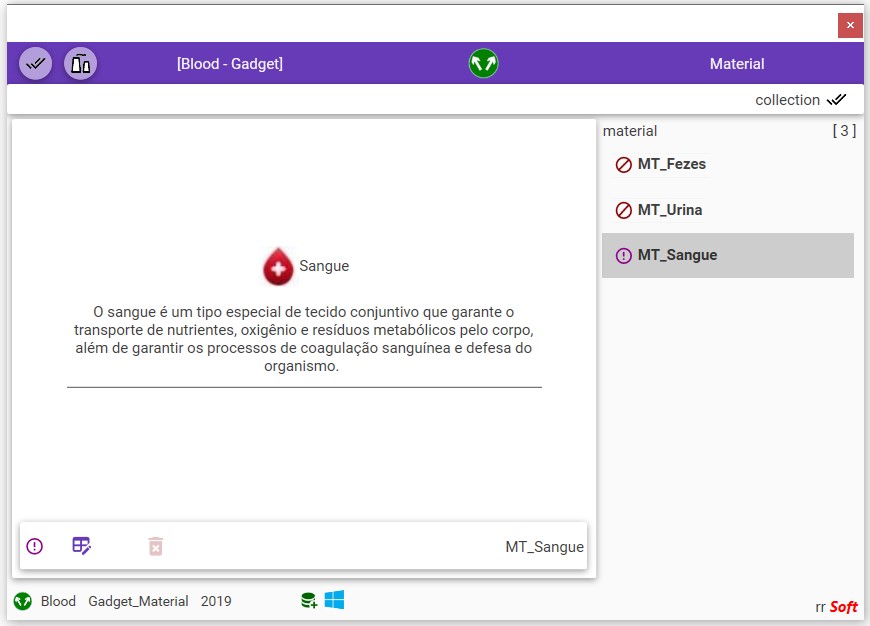 [Blood - Gadget] Material
collection
material [ 3 ]
MT_Fezes
MT_Urina
MT_Sangue
Sangue
O sangue é um tipo especial de tecido conjuntivo que garante o
transporte de nutrientes, oxigênio e resíduos metabólicos pelo corpo,
além de garantir os processos de coagulação sanguínea e defesa do
organismo.
MT_Sangue
Blood Gadget_Material 2019
rr Soft